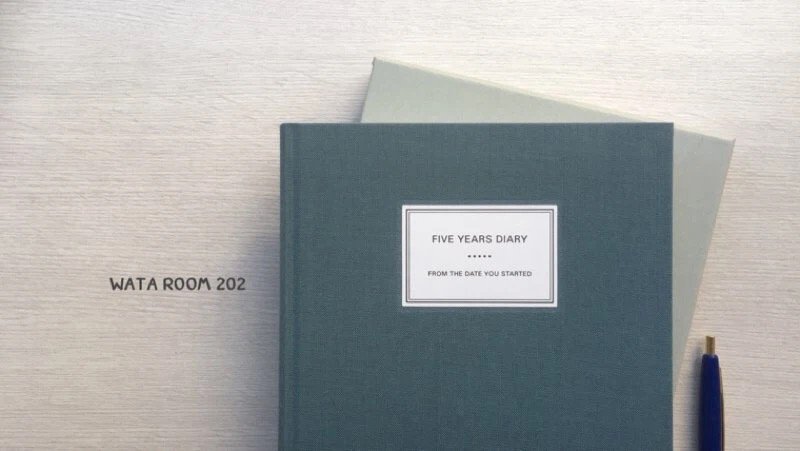 WATA ROOM 202
FIVE YEARS DIARY
•••••
FROM THE DATE YOU STARTED